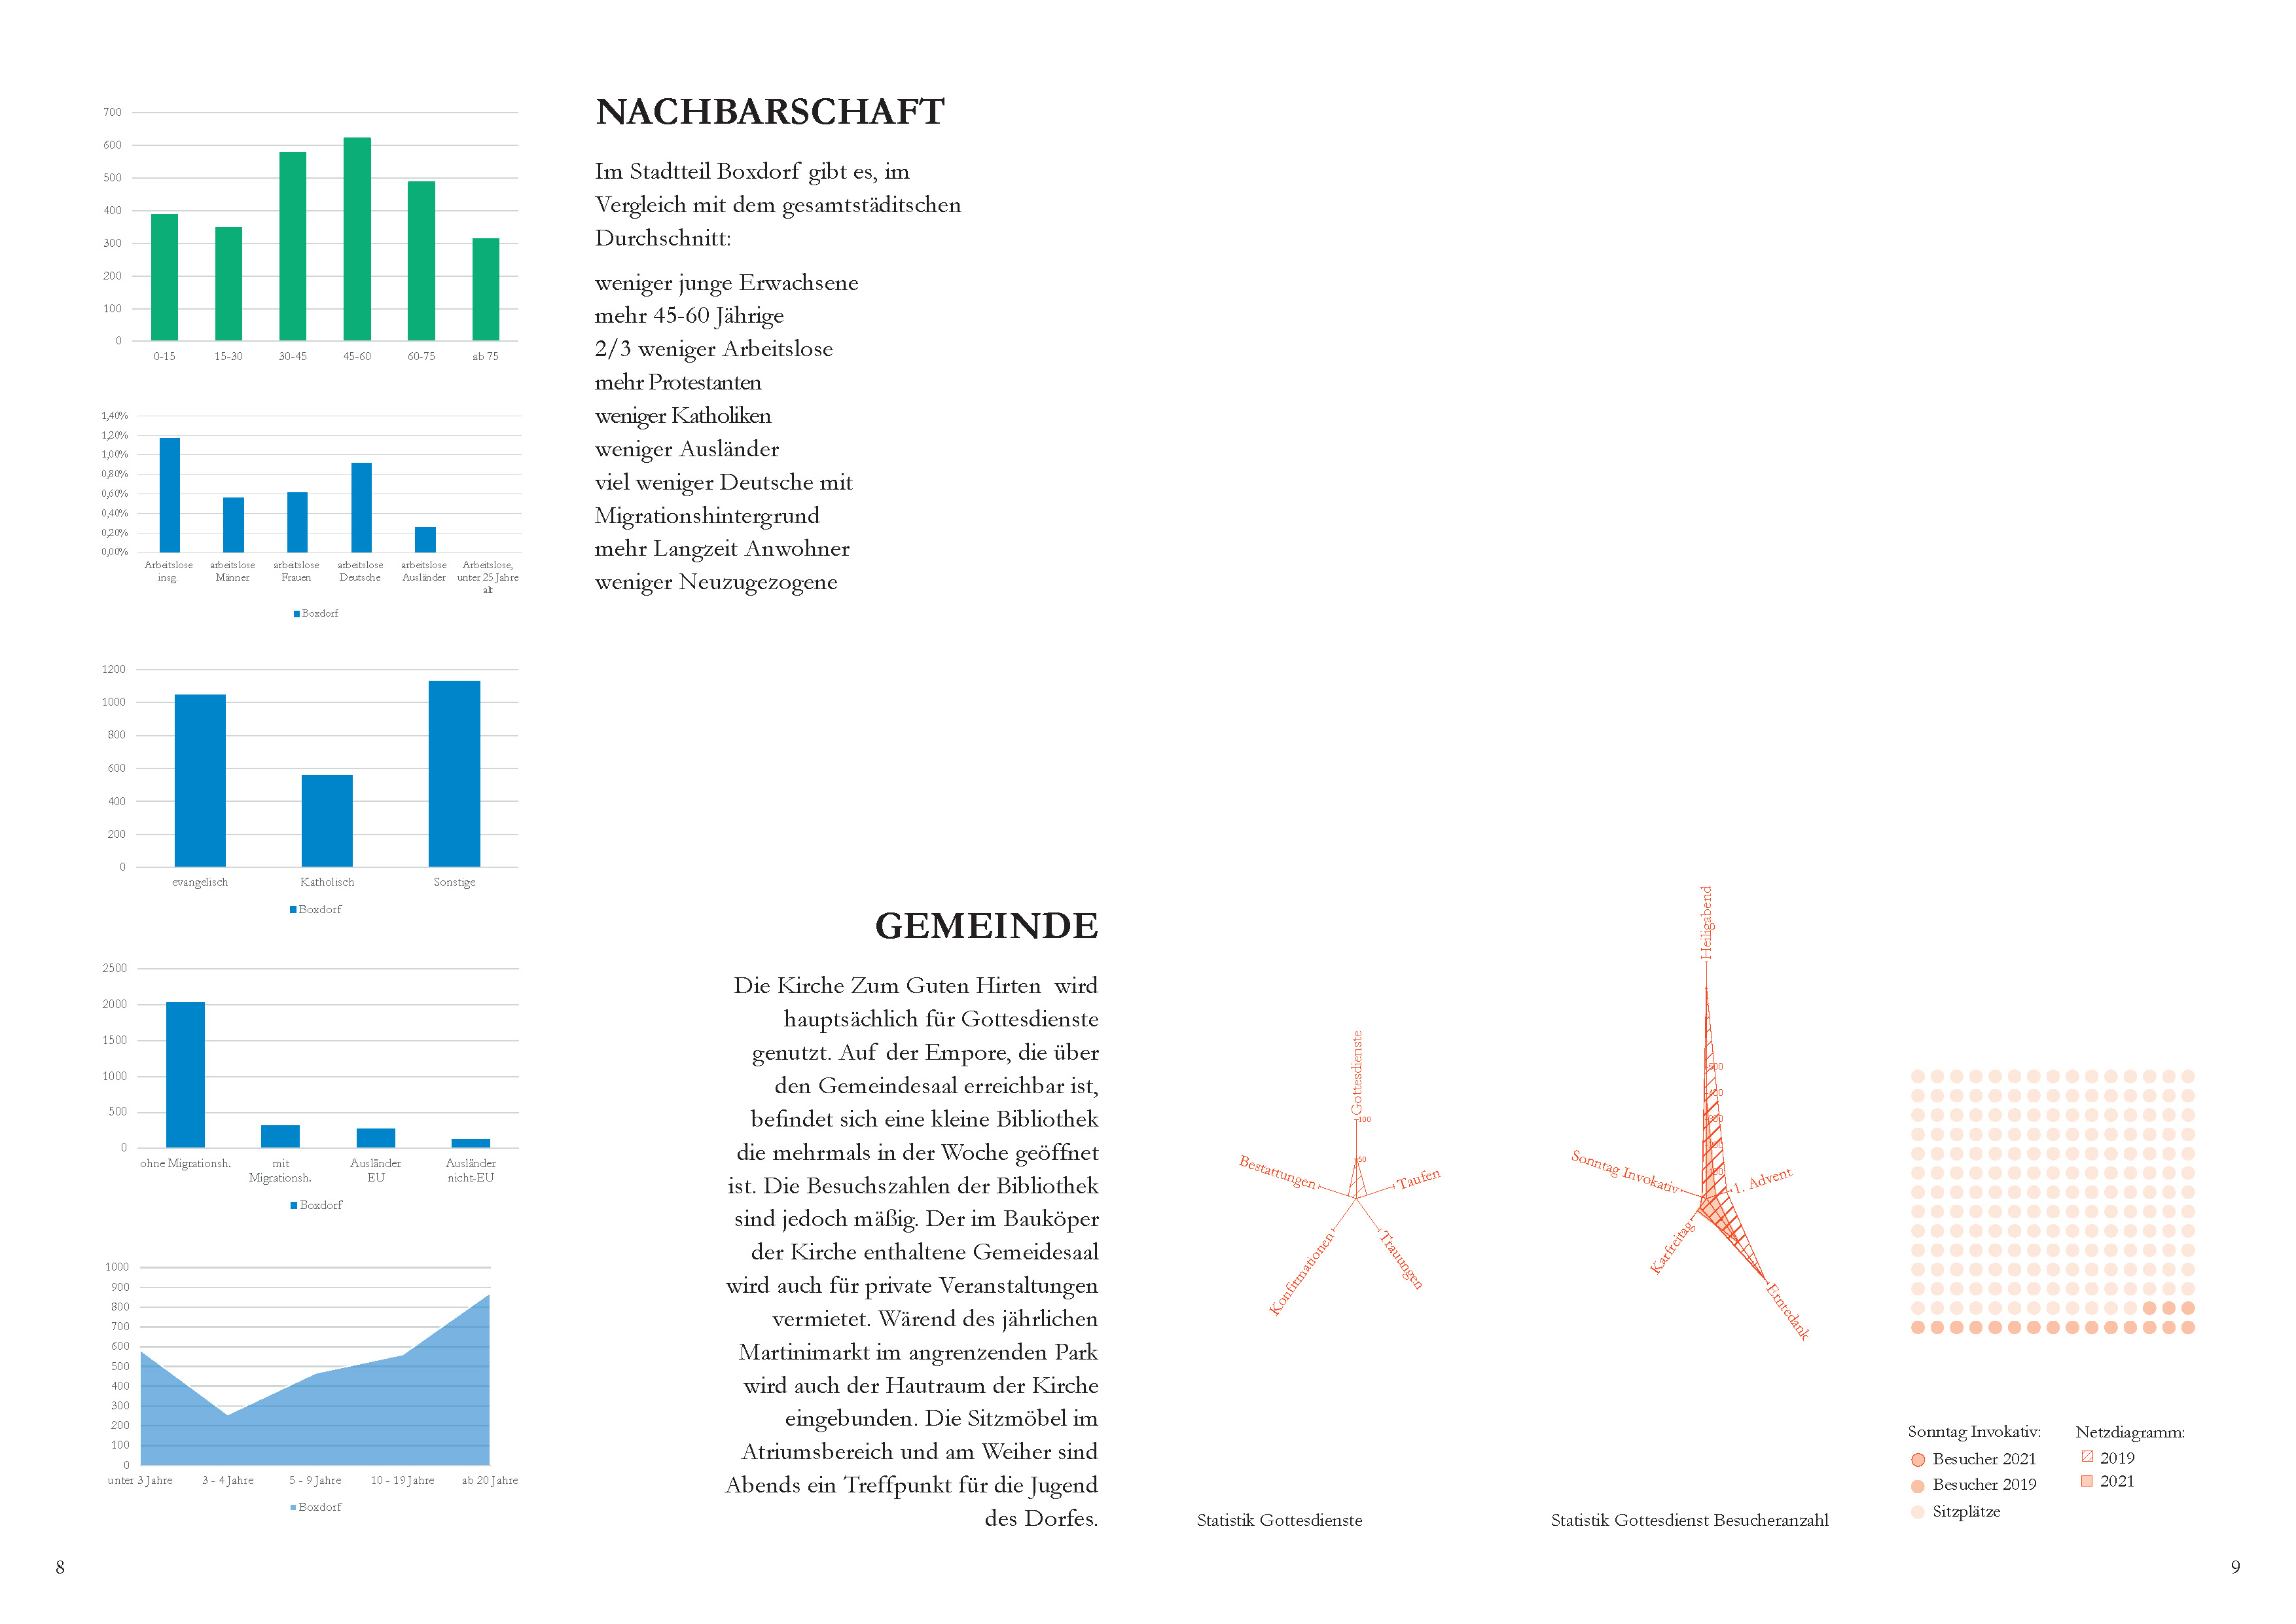 700
600
500
400
300
200
100
0
0-15 15-30 30-45 45-60 60-75 ab 75
1,40%
1,20%
1,00%
0,80%
0,60%
0,40%
0,20%
0,00%
Arbeitslose insg. arbeitslose Männer arbeitslose Frauen arbeitslose Deutsche arbeitslose Ausländer Arbeitslose, unter 25 Jahre alt
Boxdorf
1200
1000
800
600
400
200
0
evangelisch Katholisch Sonstige
Boxdorf
2500
2000
1500
1000
500
0
ohne Migrationsh. mit Migrationsh. Ausländer EU Ausländer nicht-EU
Boxdorf
1000
900
800
700
600
500
400
300
200
100
0
unter 3 Jahre 3 - 4 Jahre 5 - 9 Jahre 10 - 19 Jahre ab 20 Jahre
Boxdorf
8
NACHBARSCHAFT
Im Stadtteil Boxdorf gibt es, im
Vergleich mit dem gesamtstäditschen
Durchschnitt:
weniger junge Erwachsene
mehr 45-60 Jährige
2/3 weniger Arbeitslose
mehr Protestanten
weniger Katholiken
weniger Ausländer
viel weniger Deutsche mit
Migrationshintergrund
mehr Langzeit Anwohner
weniger Neuzugezogene
GEMEINDE
Die Kirche Zum Guten Hirten wird
hauptsächlich für Gottesdienste
genutzt. Auf der Empore, die über
den Gemeindesaal erreichbar ist,
befindet sich eine kleine Bibliothek
die mehrmals in der Woche geöffnet
ist. Die Besuchszahlen der Bibliothek
sind jedoch mäßig. Der im Bauköper
der Kirche enthaltene Gemeidesaal
wird auch für private Veranstaltungen
vermietet. Wärend des jährlichen
Martinimarkt im angrenzenden Park
wird auch der Hautraum der Kirche
eingebunden. Die Sitzmöbel im
Atriumsbereich und am Weiher sind
Abends ein Treffpunkt für die Jugend
des Dorfes.
Gottesdienste
100
50
Bestattungen
Taufen
Konfirmationen
Trauungen
Statistik Gottesdienste
Heiligabend
500
400
300
200
100
Sonntag Invokativ
1. Advent
Karfreitag
Erntedank
Statistik Gottesdienst Besucheranzahl
Sonntag Invokativ:
Besucher 2021
Besucher 2019
Sitzplätze
Netzdiagramm:
2019
2021
9